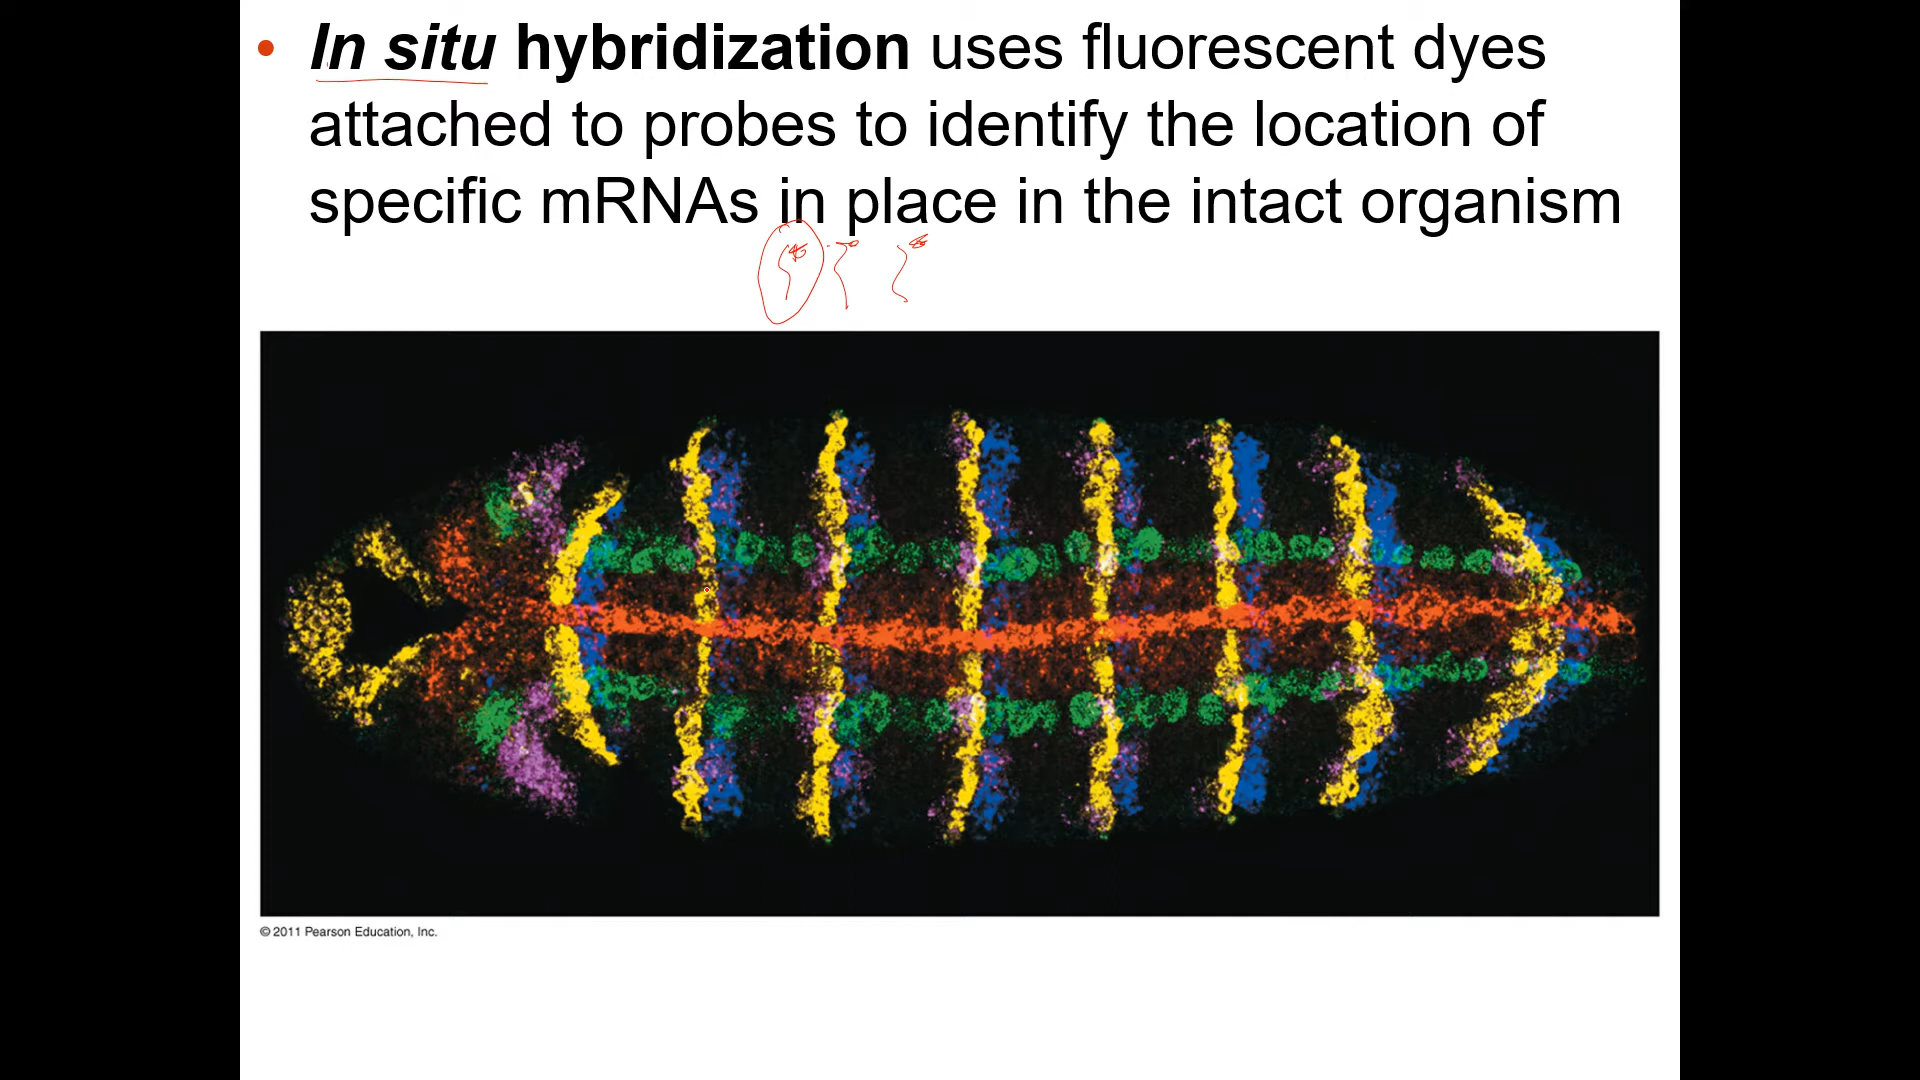 • In situ hybridization uses fluorescent dyes
attached to probes to identify the location of
specific mRNAs in place in the intact organism
© 2011 Pearson Education, Inc.